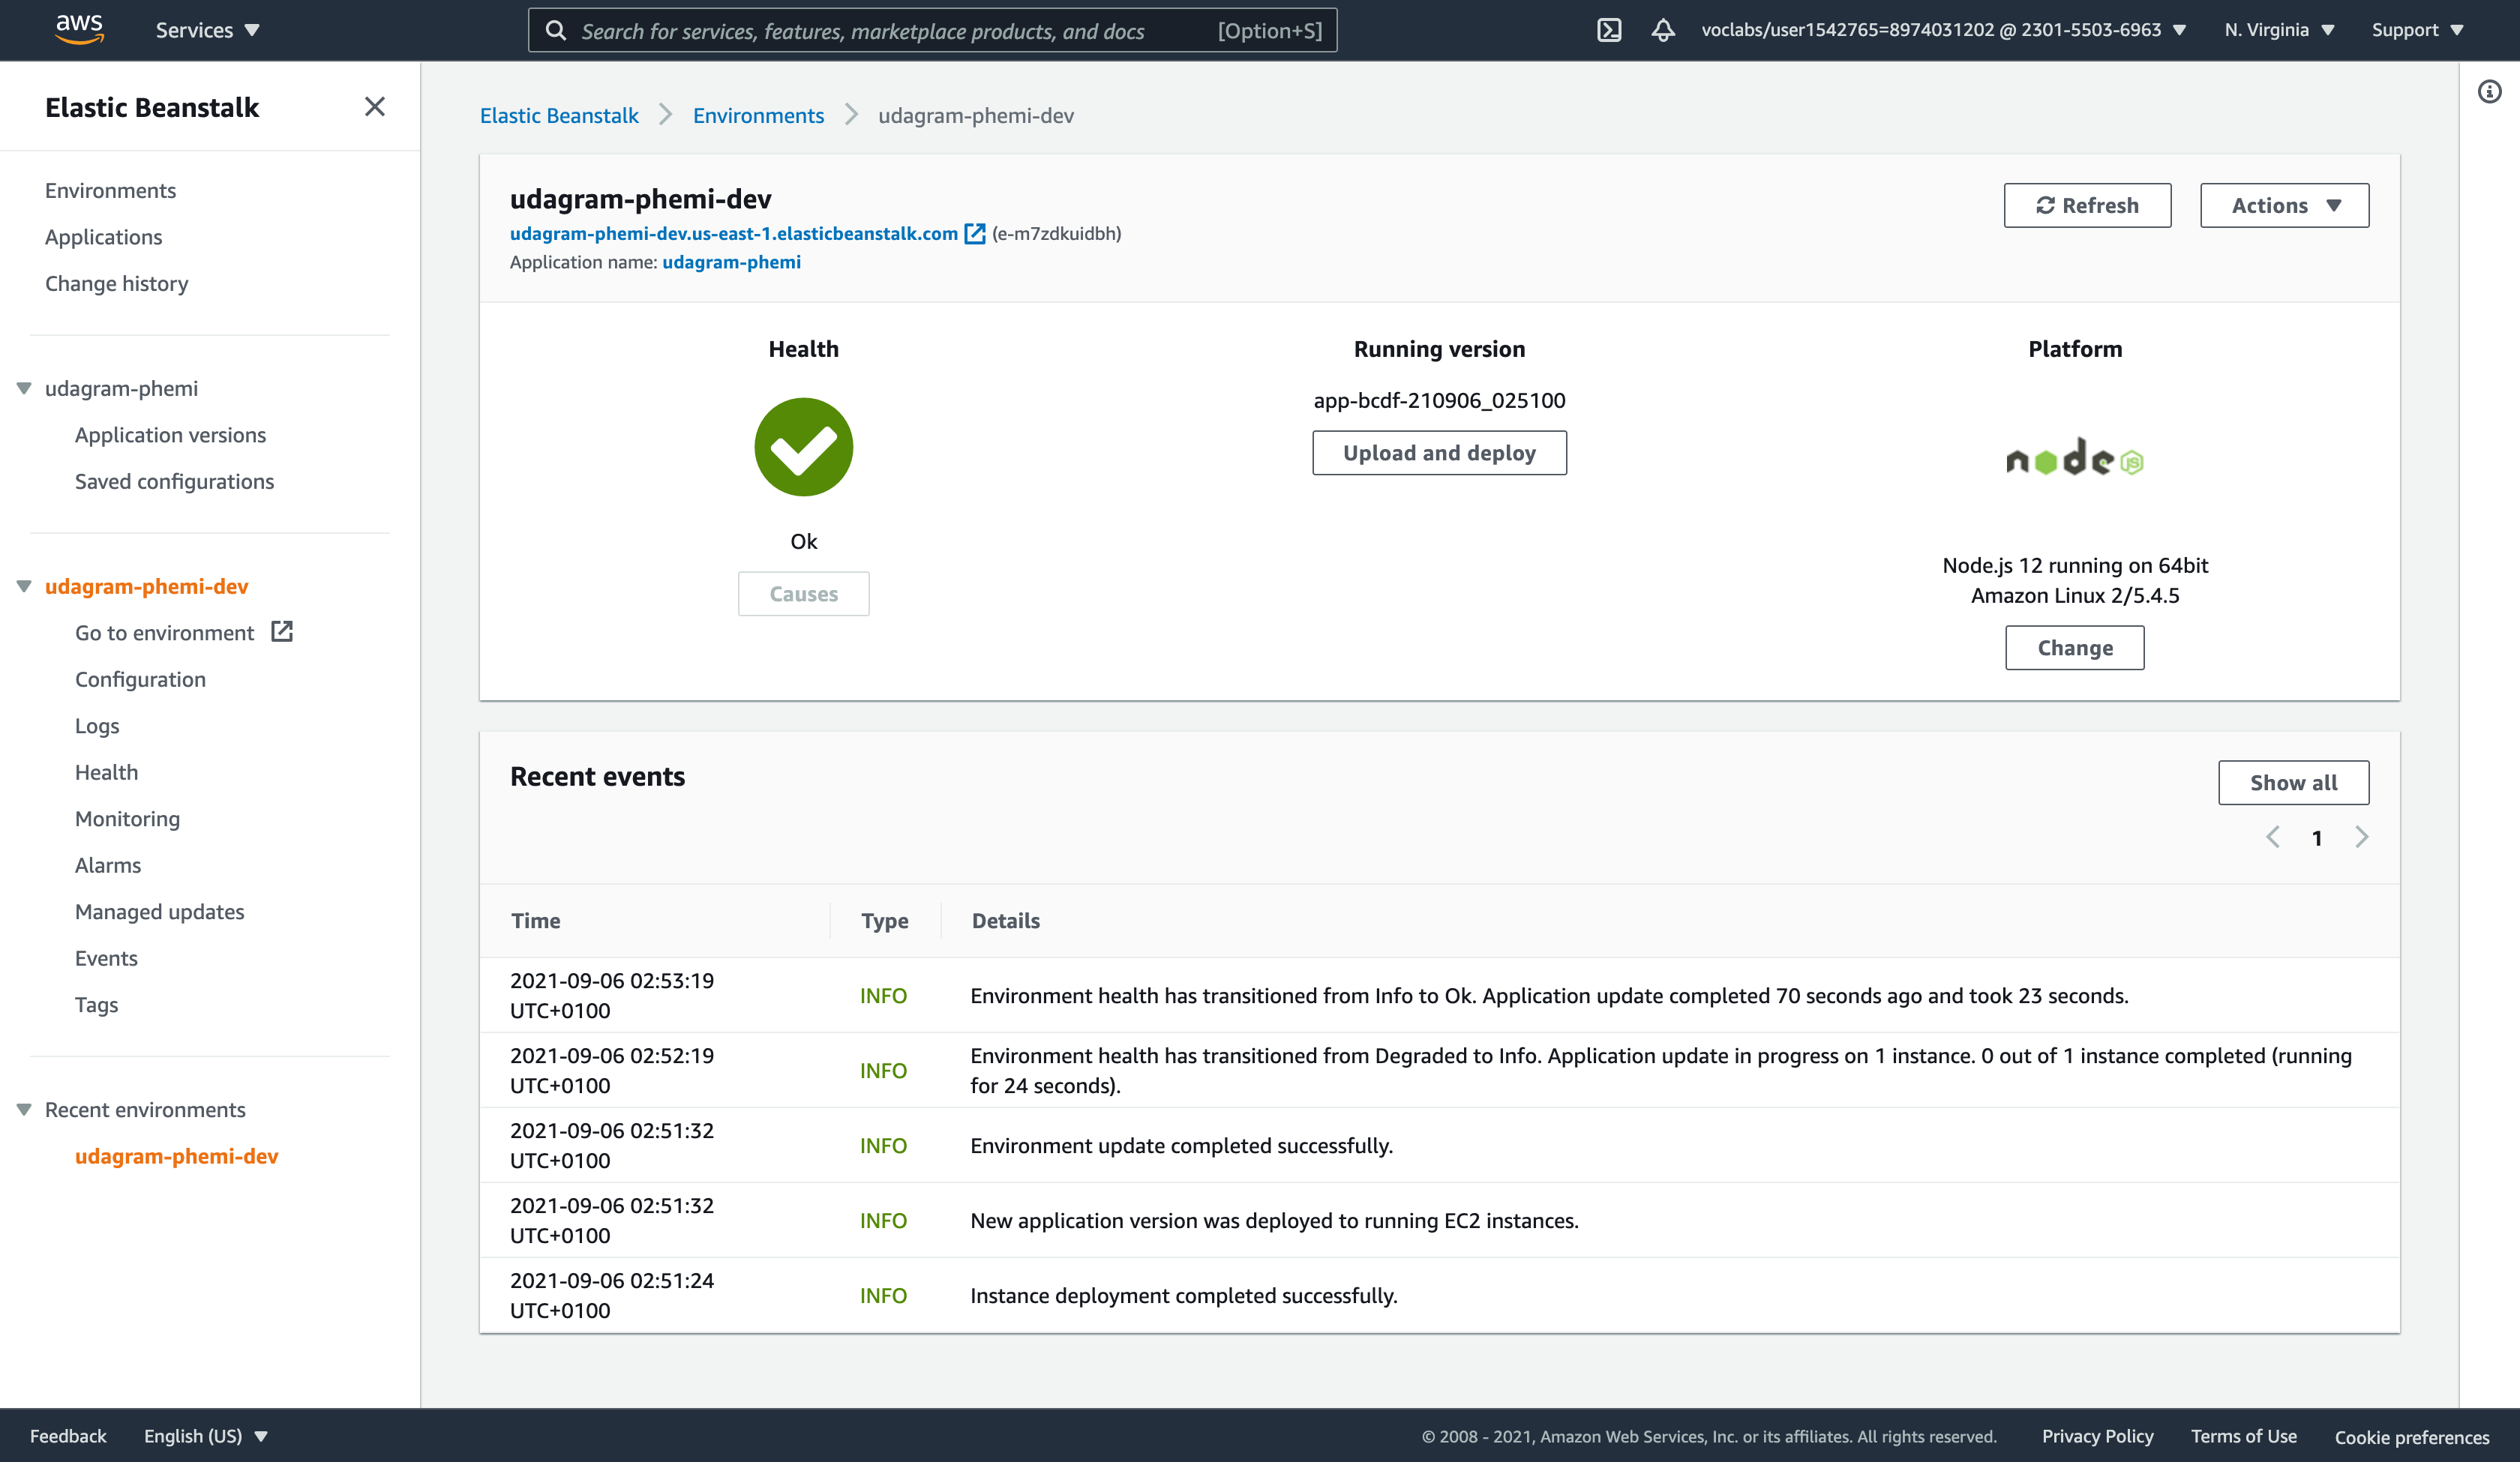 aws
Services
Search for services, features, marketplace products, and docs [Option+S]
voclabs/user1542765=8974031202 @ 2301-5503-6963
N. Virginia
Support
Elastic Beanstalk
Environments
Applications
Change history
udagram-phemi
Application versions
Saved configurations
udagram-phemi-dev
Go to environment
Configuration
Logs
Health
Monitoring
Alarms
Managed updates
Events
Tags
Recent environments
udagram-phemi-dev
Elastic Beanstalk
Environments
udagram-phemi-dev
udagram-phemi-dev
udagram-phemi-dev.us-east-1.elasticbeanstalk.com (e-m7zdkuidbh)
Application name: udagram-phemi
Refresh
Actions
Health
Ok
Causes
Running version
app-bcdf-210906_025100
Upload and deploy
Platform
node JS
Node.js 12 running on 64bit
Amazon Linux 2/5.4.5
Change
Recent events
Show all
1
Time Type Details
2021-09-06 02:53:19
UTC+0100
INFO
Environment health has transitioned from Info to Ok. Application update completed 70 seconds ago and took 23 seconds.
2021-09-06 02:52:19
UTC+0100
INFO
Environment health has transitioned from Degraded to Info. Application update in progress on 1 instance. 0 out of 1 instance completed (running
for 24 seconds).
2021-09-06 02:51:32
UTC+0100
INFO
Environment update completed successfully.
2021-09-06 02:51:32
UTC+0100
INFO
New application version was deployed to running EC2 instances.
2021-09-06 02:51:24
UTC+0100
INFO
Instance deployment completed successfully.
Feedback
English (US)
© 2008 - 2021, Amazon Web Services, Inc. or its affiliates. All rights reserved.
Privacy Policy
Terms of Use
Cookie preferences